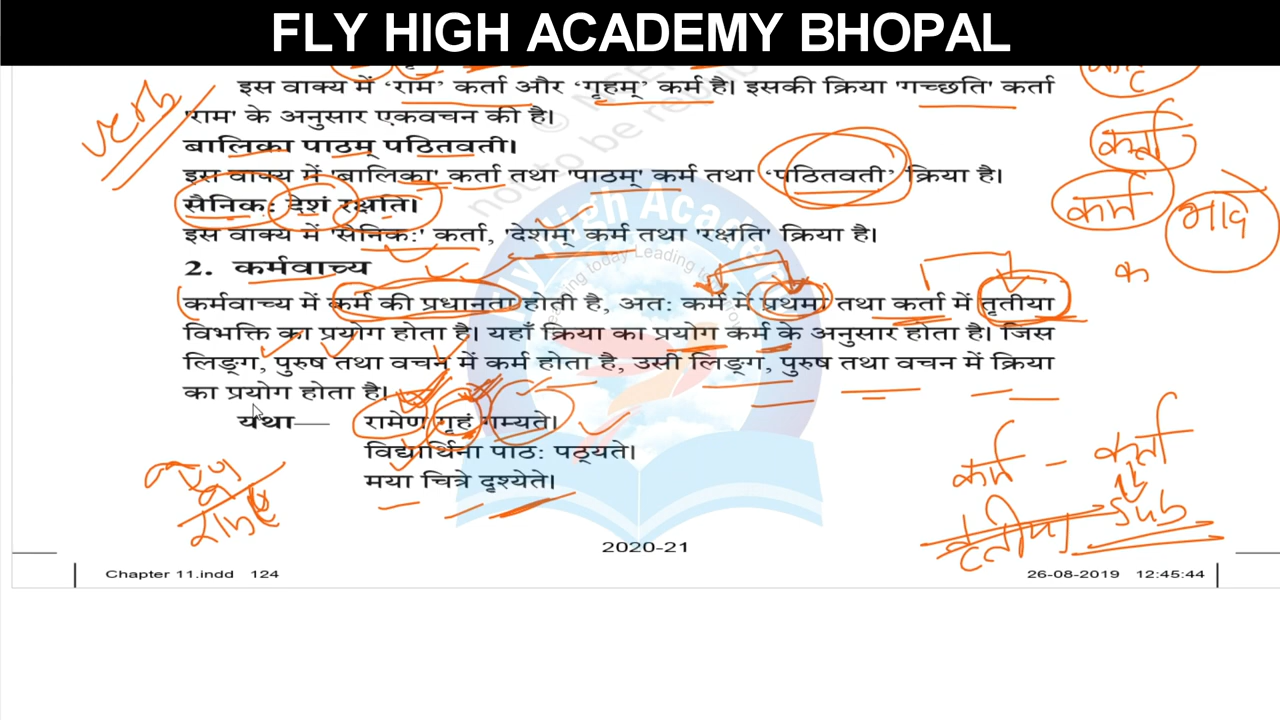 FLY HIGH ACADEMY BHOPAL
इस वाक्य में 'राम' कर्ता और 'गृहम्' कर्म है। इसकी क्रिया 'गच्छति' कर्ता
'राम' के अनुसार एकवचन की है।
verb
बालिका पाठम् पठितवती।
कर्ता
इस वाक्य में 'बालिका' कर्ता तथा 'पाठम्' कर्म तथा 'पठितवती' क्रिया है।
सैनिक: देशं रक्षति।
कर्म
भावे
इस वाक्य में 'सैनिक:' कर्ता, 'देशम्' कर्म तथा 'रक्षति' क्रिया है।
2. कर्मवाच्य
क
कर्मवाच्य में कर्म की प्रधानता होती है, अत: कर्म में प्रथमा तथा कर्ता में तृतीया
विभक्ति का प्रयोग होता है। यहाँ क्रिया का प्रयोग कर्म के अनुसार होता है। जिस
लिङ्ग, पुरुष तथा वचन में कर्म होता है, उसी लिङ्ग, पुरुष तथा वचन में क्रिया
का प्रयोग होता है।
यथा— रामेण गृहं गम्यते।
विद्यार्थिना पाठ: पठ्यते।
मया चित्रे दृश्येते।
कर्म - कर्ता
Sub
तृतीया
2020-21
Chapter 11.indd 124
26-08-2019 12:45:44